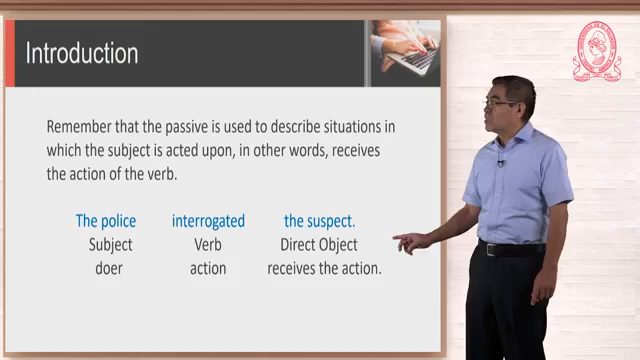 Introduction
Remember that the passive is used to describe situations in
which the subject is acted upon, in other words, receives
the action of the verb.
The police interrogated the suspect.
Subject Verb Direct Object
doer action receives the action.